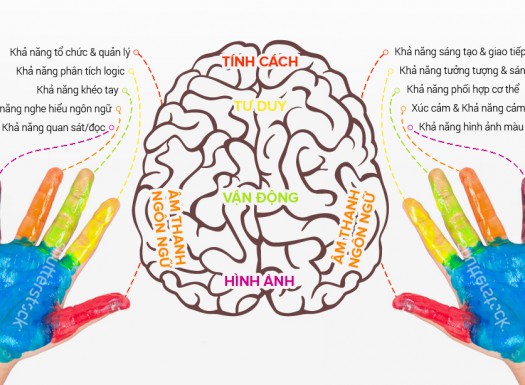 Khả năng tổ chức & quản lý
Khả năng phân tích logic
Khả năng khéo tay
năng nghe hiểu ngôn ngữ
Khả năng quan sát/đọc
TÍNH CÁCH
TƯ DUY
VẬN ĐỘNG
ÂM THANH
NGÔN NGỮ
ÂM THANH
NGÔN NGỮ
HÌNH ẢNH
Khả năng sáng tạo & giao tiếp
Khả năng tưởng tượng & sán
Khả năng phối hợp cơ thể
Xúc cảm & Khả năng cảm
Khả năng hình ảnh màu